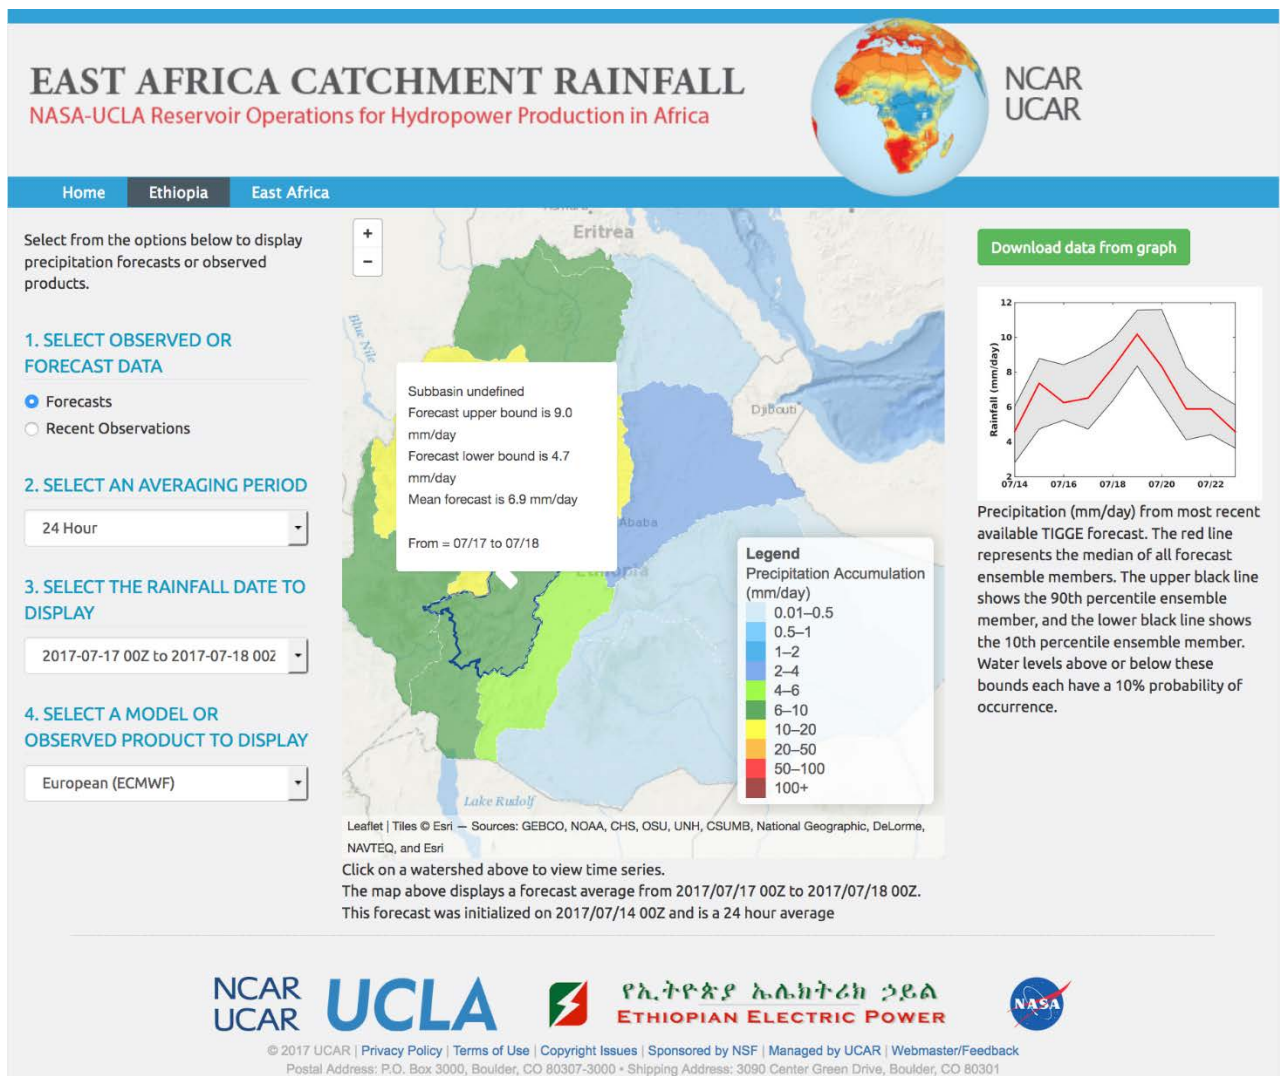 EAST AFRICA CATCHMENT RAINFALL
NASA-UCLA Reservoir Operations for Hydropower Production in Africa
NCAR
UCAR
Home
Ethiopia
East Africa
Select from the options below to display
precipitation forecasts or observed
products.
1. SELECT OBSERVED OR
FORECAST DATA
Forecasts
Recent Observations
2. SELECT AN AVERAGING PERIOD
24 Hour
3. SELECT THE RAINFALL DATE TO
DISPLAY
2017-07-17 00Z to 2017-07-18 00Z
4. SELECT A MODEL OR
OBSERVED PRODUCT TO DISPLAY
European (ECMWF)
+
−
Eritrea
Blue Nile
Djibouti
Ababa
Ethiopia
Lake Rudolf
Subbasin undefined
Forecast upper bound is 9.0
mm/day
Forecast lower bound is 4.7
mm/day
Mean forecast is 6.9 mm/day
From = 07/17 to 07/18
Legend
Precipitation Accumulation
(mm/day)
0.01–0.5
0.5–1
1–2
2–4
4–6
6–10
10–20
20–50
50–100
100+
Leaflet | Tiles © Esri — Sources: GEBCO, NOAA, CHS, OSU, UNH, CSUMB, National Geographic, DeLorme,
NAVTEQ, and Esri
Click on a watershed above to view time series.
The map above displays a forecast average from 2017/07/17 00Z to 2017/07/18 00Z.
This forecast was initialized on 2017/07/14 00Z and is a 24 hour average
Download data from graph
Rainfall (mm/day)
12
10
8
6
4
2
07/14 07/16 07/18 07/20 07/22
Precipitation (mm/day) from most recent
available TIGGE forecast. The red line
represents the median of all forecast
ensemble members. The upper black line
shows the 90th percentile ensemble
member, and the lower black line shows
the 10th percentile ensemble member.
Water levels above or below these
bounds each have a 10% probability of
occurrence.
NCAR
UCAR
UCLA
የኢትዮጵያ ኤሌክትሪክ ኃይል
ETHIOPIAN ELECTRIC POWER
NASA
© 2017 UCAR | Privacy Policy | Terms of Use | Copyright Issues | Sponsored by NSF | Managed by UCAR | Webmaster/Feedback
Postal Address: P.O. Box 3000, Boulder, CO 80307-3000 • Shipping Address: 3090 Center Green Drive, Boulder, CO 80301